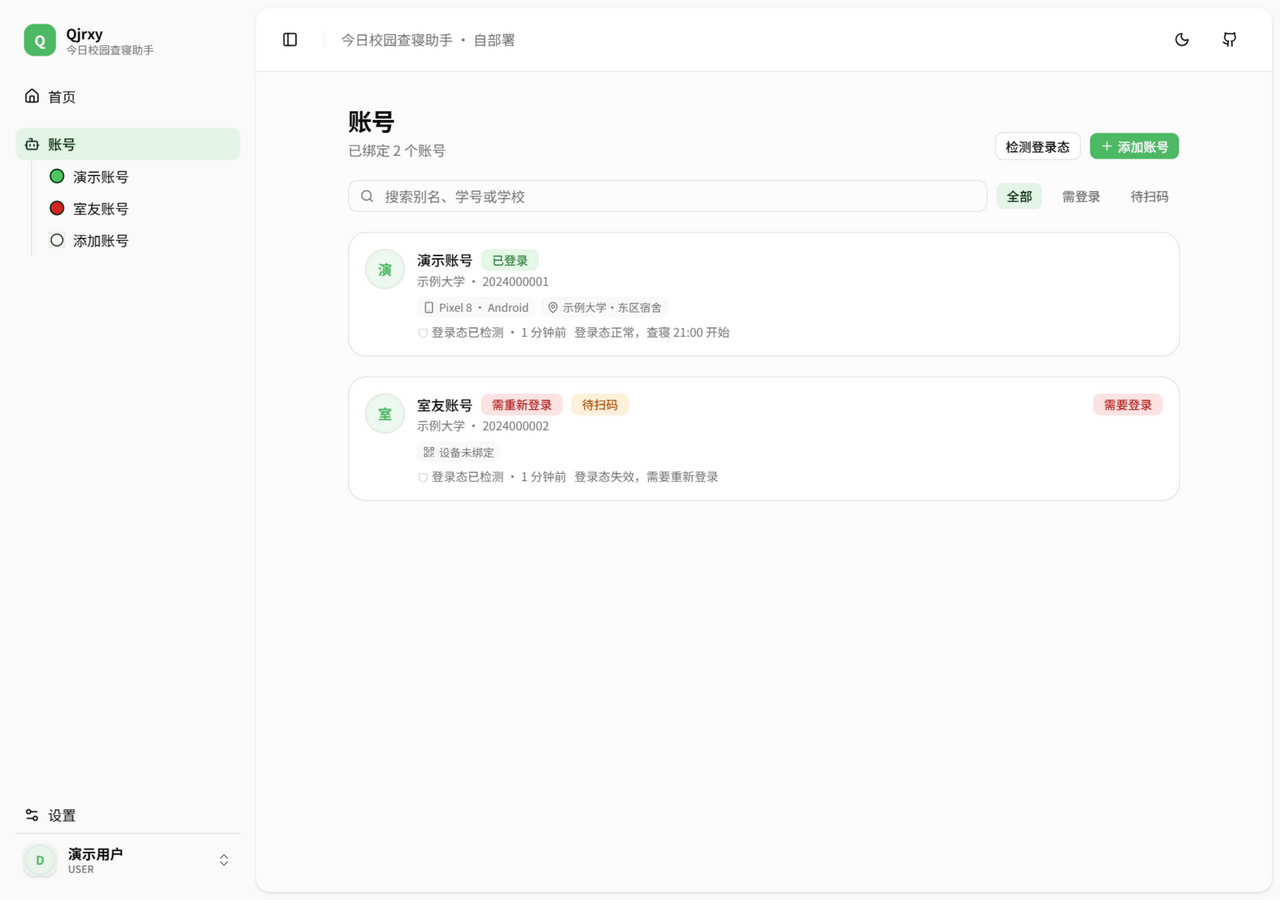 Q
Qjrxy
今日校园查寝助手
首页
账号
演示账号
室友账号
添加账号
设置
D
演示用户
USER
今日校园查寝助手 • 自部署
账号
已绑定 2 个账号
检测登录态
+ 添加账号
搜索别名、学号或学校
全部
需登录
待扫码
演
演示账号 已登录
示例大学 • 2024000001
Pixel 8 • Android 示例大学 • 东区宿舍
登录态已检测 • 1 分钟前 登录态正常，查寝 21:00 开始
室
室友账号 需重新登录 待扫码 需要登录
示例大学 • 2024000002
设备未绑定
登录态已检测 • 1 分钟前 登录态失效，需要重新登录